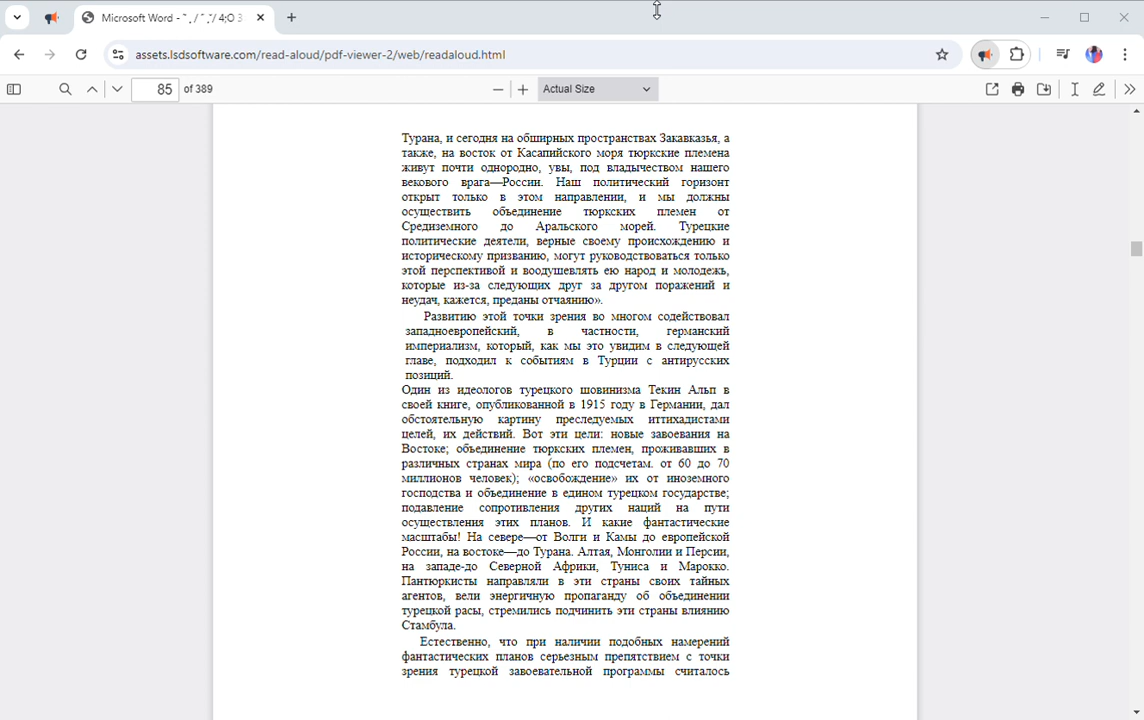 Microsoft Word -
assets.lsdsoftware.com/read-aloud/pdf-viewer-2/web/readaloud.html
85 of 389
Actual Size
Турана, и сегодня на обширных пространствах Закавказья, а
также, на восток от Касапийского моря тюркские племена
живут почти однородно, увы, под владычеством нашего
векового врага—России. Наш политический горизонт
открыт только в этом направлении, и мы должны
осуществить объединение тюркских племен от
Средиземного до Аральского морей. Турецкие
политические деятели, верные своему происхождению и
историческому призванию, могут руководствоваться только
этой перспективой и воодушевлять ею народ и молодежь,
которые из-за следующих друг за другом поражений и
неудач, кажется, преданы отчаянию».
Развитию этой точки зрения во многом содействовал
западноевропейский, в частности, германский
империализм, который, как мы это увидим в следующей
главе, подходил к событиям в Турции с антирусских
позиций.
Один из идеологов турецкого шовинизма Текин Альп в
своей книге, опубликованной в 1915 году в Германии, дал
обстоятельную картину преследуемых иттихадистами
целей, их действий. Вот эти цели: новые завоевания на
Востоке; объединение тюркских племен, проживавших в
различных странах мира (по его подсчетам. от 60 до 70
миллионов человек); «освобождение» их от иноземного
господства и объединение в едином турецком государстве;
подавление сопротивления других наций на пути
осуществления этих планов. И какие фантастические
масштабы! На севере—от Волги и Камы до европейской
России, на востоке—до Турана. Алтая, Монголии и Персии,
на западе-до Северной Африки, Туниса и Марокко.
Пантюркисты направляли в эти страны своих тайных
агентов, вели энергичную пропаганду об объединении
турецкой расы, стремились подчинить эти страны влиянию
Стамбула.
Естественно, что при наличии подобных намерений
фантастических планов серьезным препятствием с точки
зрения турецкой завоевательной программы считалось